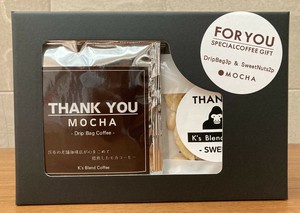 FOR YOU
SPECIALCOFFEE GIFT
DripBag3p & SweetNuts2p
●MOCHA
THANK YOU
MOCHA
- Drip Bag Coffee -
K's Blend Coffee
THAN
K's Blend
- SWE